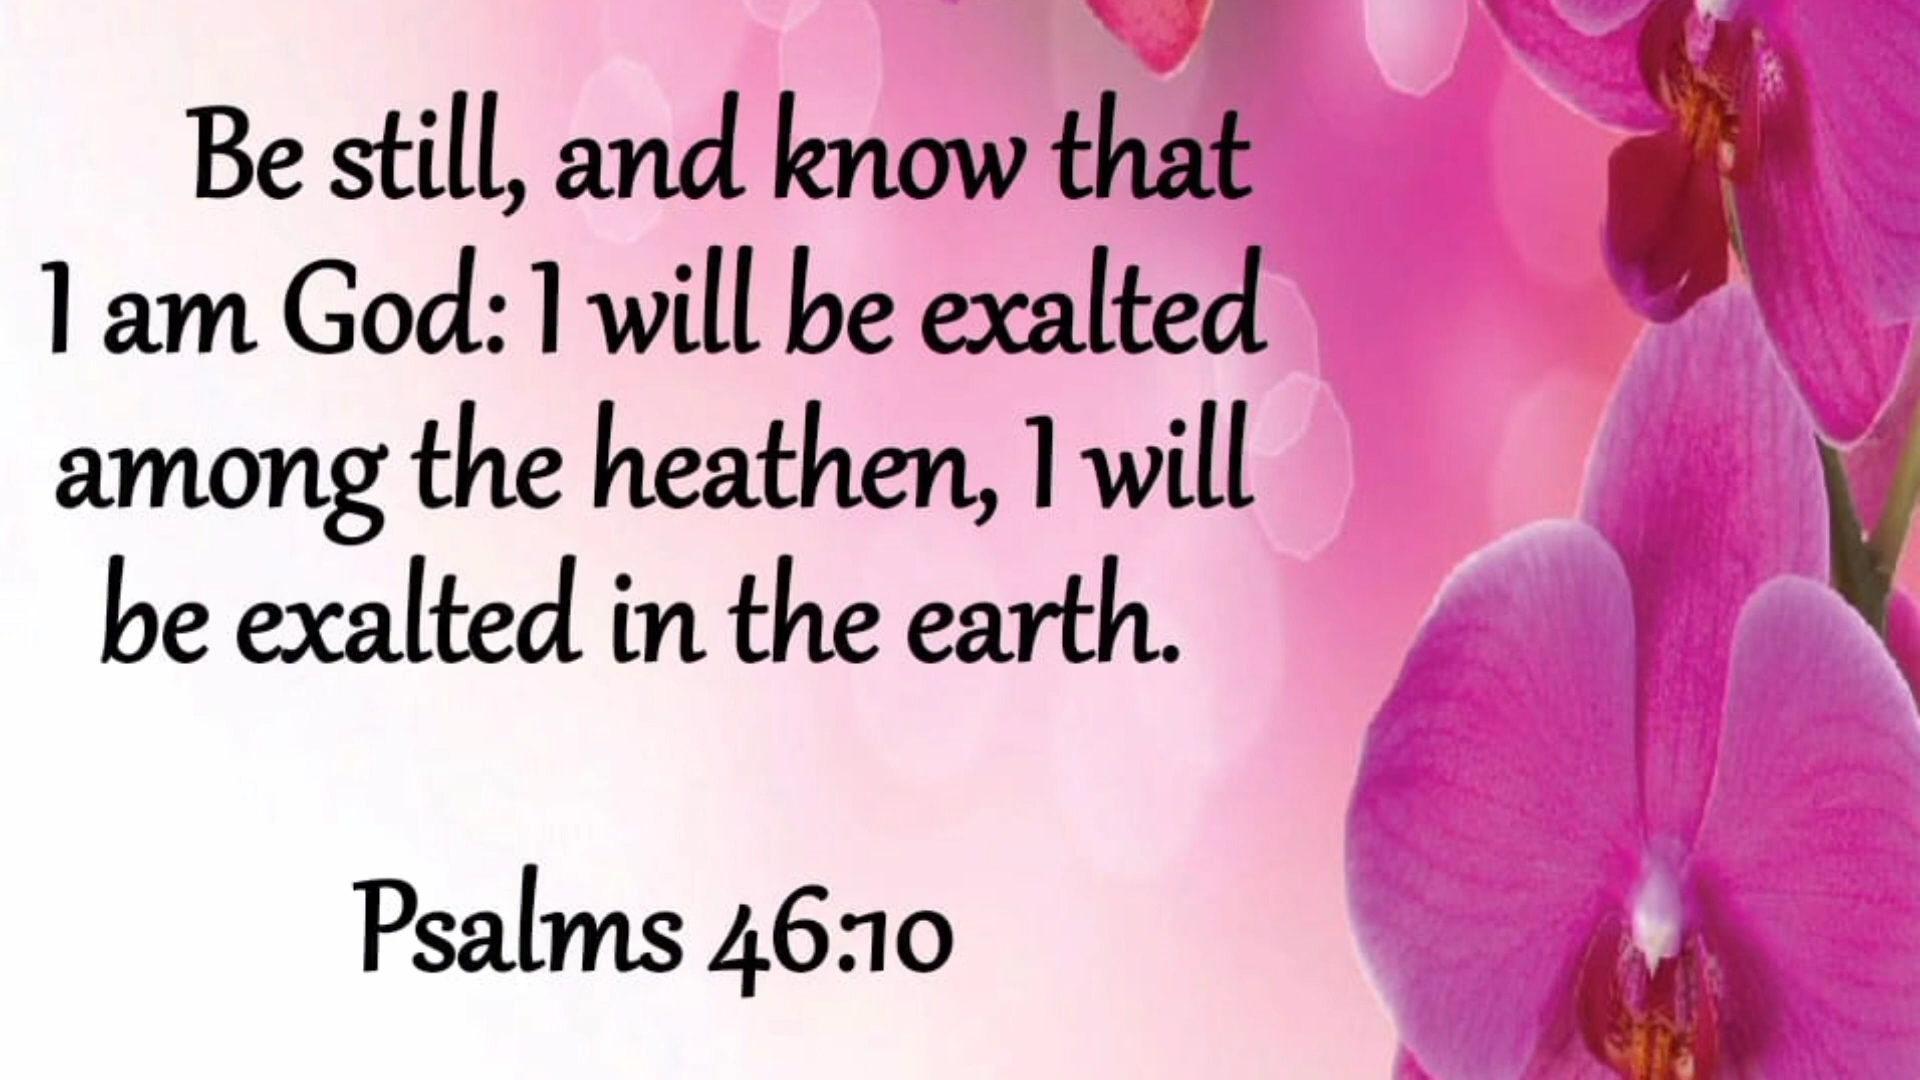 Be still, and know that
I am God: I will be exalted
among the heathen, I will
be exalted in the earth.
Psalms 46:10